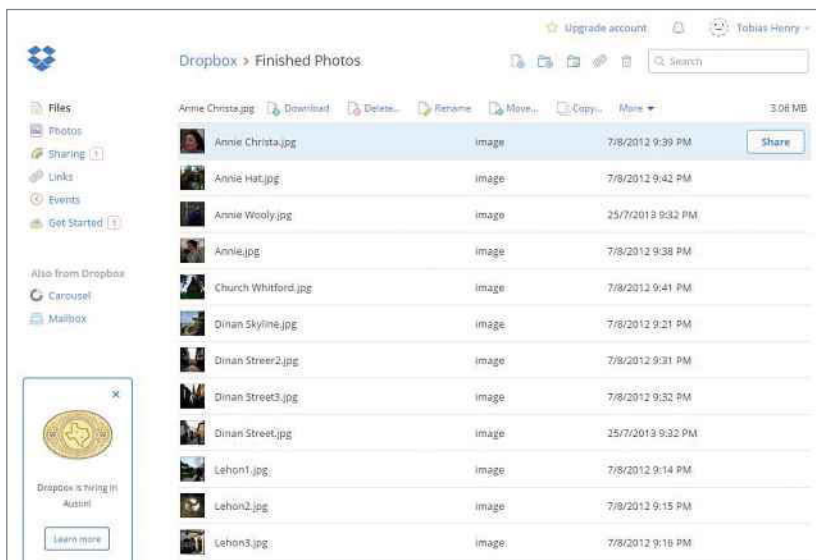 Upgrade account Tobias Henry
Dropbox > Finished Photos
Search
Files
Photos
Sharing 1
Links
Events
Get Started 1
Also from Dropbox
Carousel
Mailbox
Dropbox is hiring in
Austin!
Learn more
Annie Christa.jpg Download Delete... Rename Move... Copy... More 3.06 MB
Annie Christa.jpg image 7/8/2012 9:39 PM Share
Annie Hat.jpg image 7/8/2012 9:42 PM
Annie Wooly.jpg image 25/7/2013 9:32 PM
Annie.jpg image 7/8/2012 9:38 PM
Church Whitford.jpg image 7/8/2012 9:41 PM
Dinan Skyline.jpg image 7/8/2012 9:21 PM
Dinan Streer2.jpg image 7/8/2012 9:31 PM
Dinan Street3.jpg image 7/8/2012 9:32 PM
Dinan Street.jpg image 25/7/2013 9:32 PM
Lehon1.jpg image 7/8/2012 9:14 PM
Lehon2.jpg image 7/8/2012 9:15 PM
Lehon3.jpg image 7/8/2012 9:16 PM